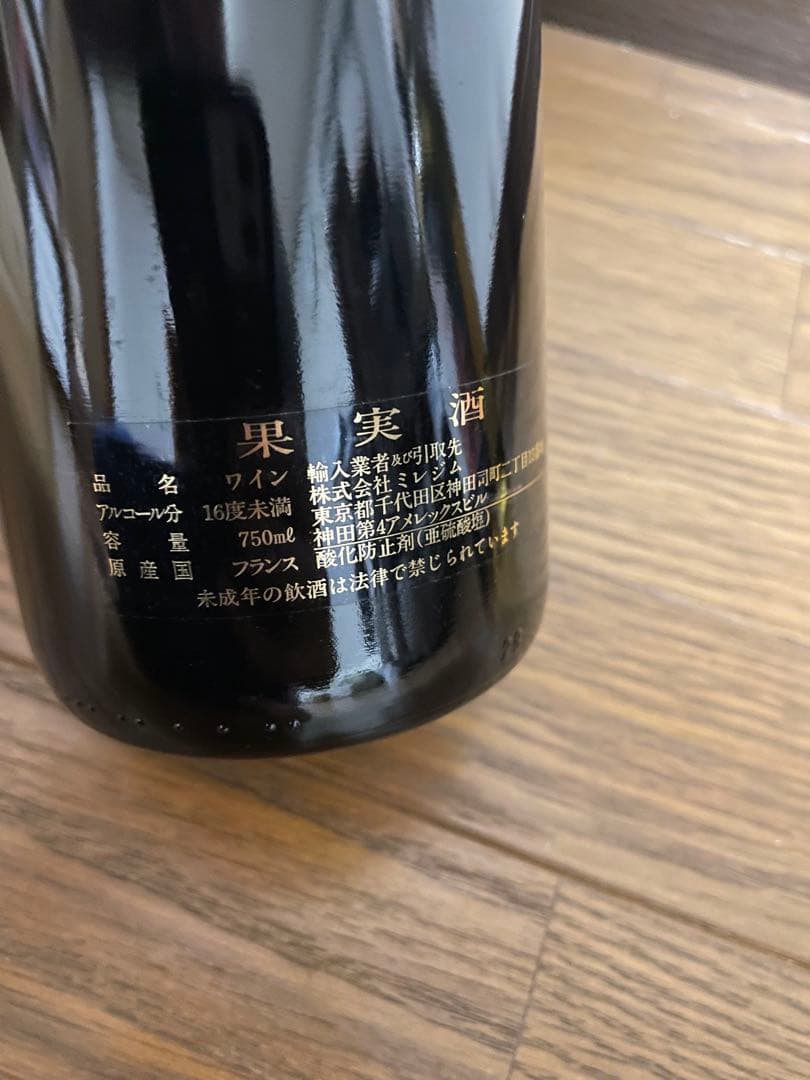 果実酒
品名 ワイン
アルコール分 16度未満
容量 750mℓ
原産国 フランス
輸入業者及び引取先
株式会社ミレジム
東京都千代田区神田司町二丁目
神田第4アメレックスビル
酸化防止剤(亜硫酸塩)
未成年の飲酒は法律で禁じられています